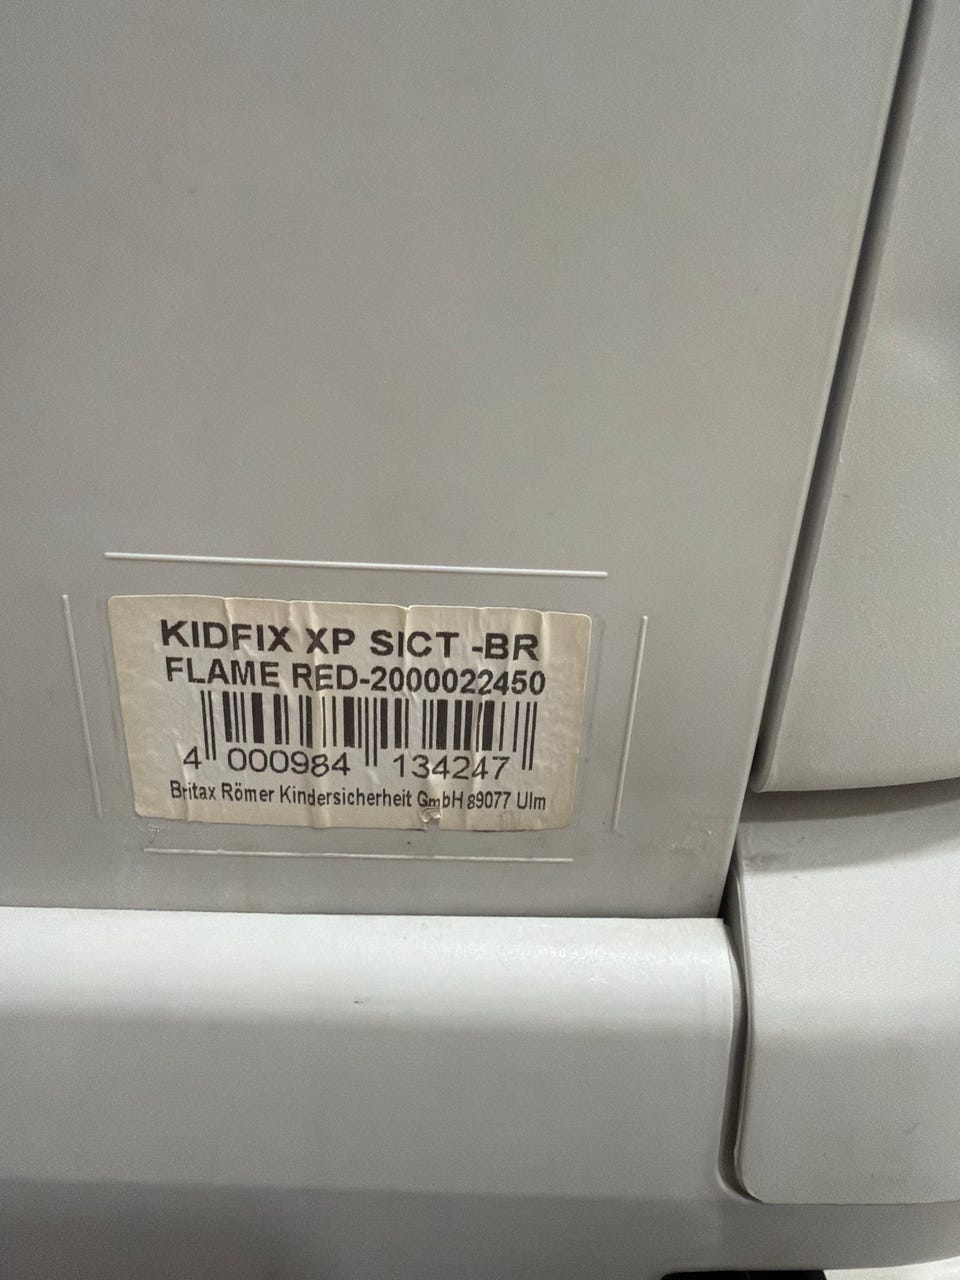 KIDFIX XP SICT -BR
FLAME RED-2000022450
4 000984 134247
Britax Römer Kindersicherheit GmbH 89077 Ulm